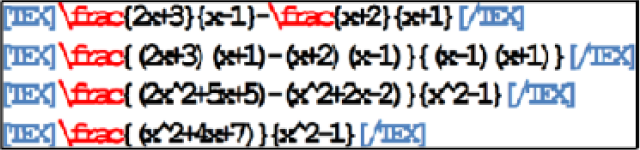 [TEX]\frac{2x+3}{x-1}-\frac{x+2}{x+1}[/TEX]
[TEX]\frac{(2x+3)(x+1)-(x+2)(x-1)}{(x-1)(x+1)}[/TEX]
[TEX]\frac{(2x^2+5x+5)-(x^2+2x-2)}{x^2-1}[/TEX]
[TEX]\frac{(x^2+4x+7)}{x^2-1}[/TEX]